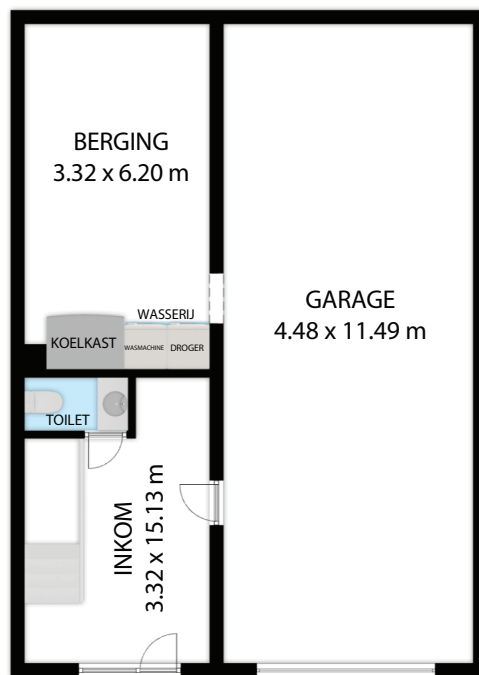 BERGING
3.32 x 6.20 m
GARAGE
4.48 x 11.49 m
WASSERIJ
KOELKAST
WASMACHINE
DROGER
TOILET
INKOM
3.32 x 15.13 m